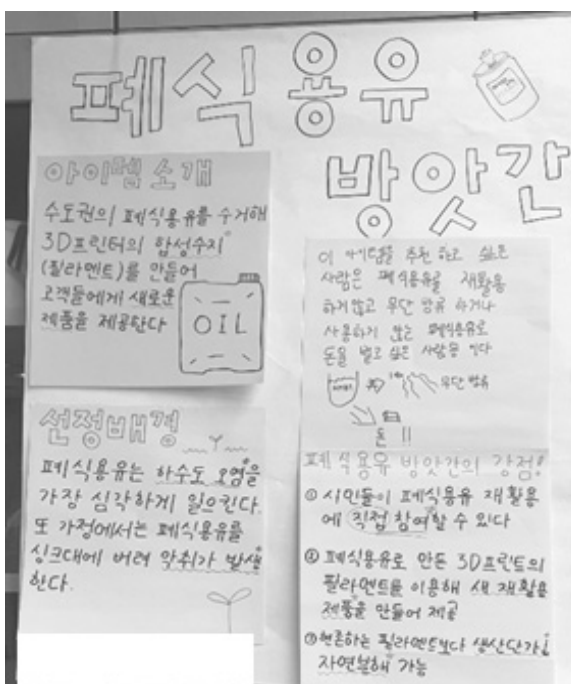 폐식용유
방앗간
아이템 소개
수도권의 폐식용유를 수거해
3D프린터의 합성수지
(필라멘트)를 만들어
고객들에게 새로운
제품을 제공한다
OIL
이 아이템을 추천 하고 싶은
사람은 폐식용유를 재활용
하지않고 무단 방류 하거나
사용하지 않는 폐식용유로
돈을 벌고 싶은 사람들 이다
무단 방류
돈
선정배경
폐식용유는 하수도 오염을
가장 심각하게 일으킨다.
또 가정에서는 폐식용유를
싱크대에 버려 악취가 발생
한다.
폐식용유 방앗간의 강점!
① 시민들이 폐식용유 재활용
에 직접 참여할 수 있다
② 폐식용유로 만든 3D프린트의
필라멘트를 이용해 새 재활용
제품을 만들어 제공
③ 현존하는 필라멘트보다 생산단가↓
자연분해 가능